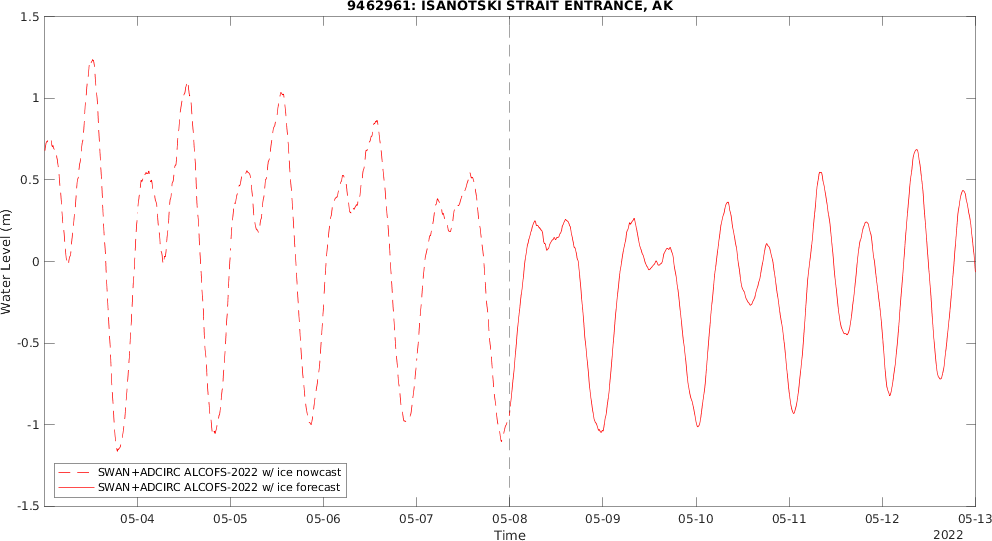 9462961: ISANOTSKI STRAIT ENTRANCE, AK
1.5
1
0.5
0
-0.5
-1
-1.5
Water Level (m)
SWAN+ADCIRC ALCOFS-2022 w/ ice nowcast
SWAN+ADCIRC ALCOFS-2022 w/ ice forecast
05-04 05-05 05-06 05-07 05-08 05-09 05-10 05-11 05-12 05-13
Time
2022